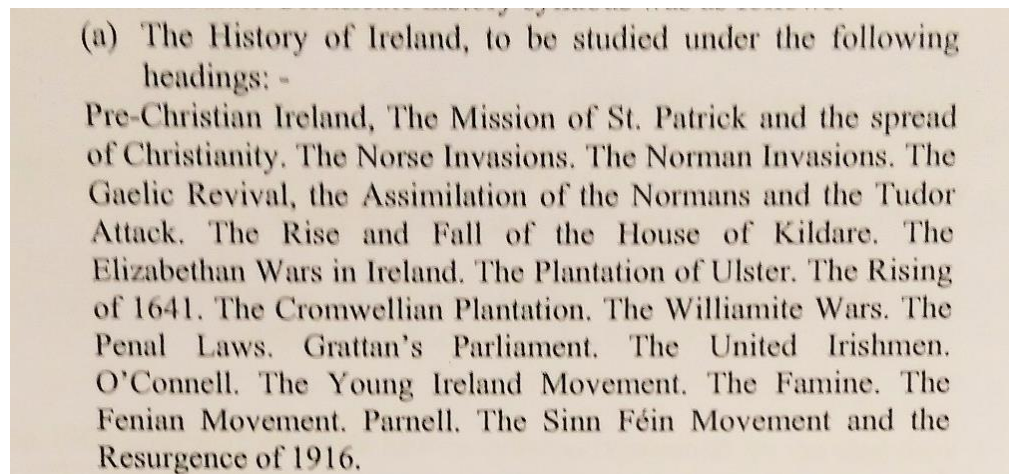 (a) The History of Ireland, to be studied under the following
headings: -
Pre-Christian Ireland, The Mission of St. Patrick and the spread
of Christianity. The Norse Invasions. The Norman Invasions. The
Gaelic Revival, the Assimilation of the Normans and the Tudor
Attack. The Rise and Fall of the House of Kildare. The
Elizabethan Wars in Ireland. The Plantation of Ulster. The Rising
of 1641. The Cromwellian Plantation. The Williamite Wars. The
Penal Laws. Grattan's Parliament. The United Irishmen.
O'Connell. The Young Ireland Movement. The Famine. The
Fenian Movement. Parnell. The Sinn Féin Movement and the
Resurgence of 1916.